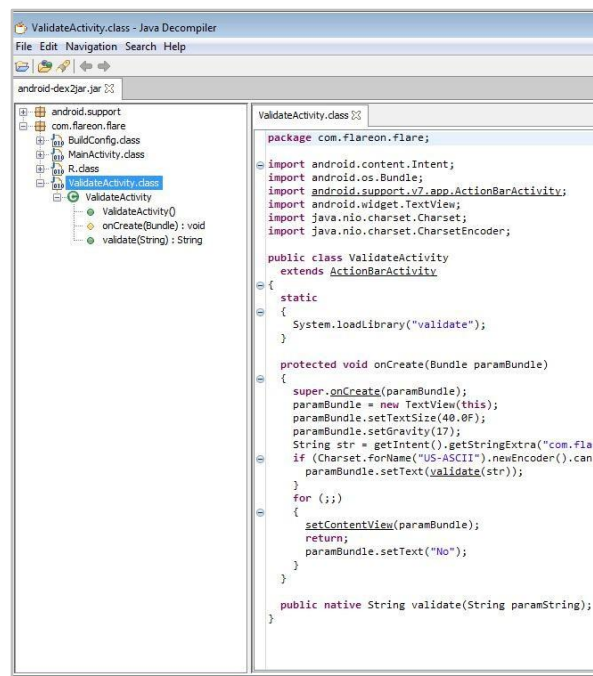 ValidateActivity.class - Java Decompiler
File Edit Navigation Search Help
android-dex2jar.jar
android.support
com.flareon.flare
BuildConfig.class
MainActivity.class
R.class
ValidateActivity.class
ValidateActivity
ValidateActivity()
onCreate(Bundle) : void
validate(String) : String
ValidateActivity.class
package com.flareon.flare;
import android.content.Intent;
import android.os.Bundle;
import android.support.v7.app.ActionBarActivity;
import android.widget.TextView;
import java.nio.charset.Charset;
import java.nio.charset.CharsetEncoder;
public class ValidateActivity
extends ActionBarActivity
{
static
{
System.loadLibrary("validate");
}
protected void onCreate(Bundle paramBundle)
{
super.onCreate(paramBundle);
paramBundle = new TextView(this);
paramBundle.setTextSize(40.0F);
paramBundle.setGravity(17);
String str = getIntent().getStringExtra("com.fla
if (Charset.forName("US-ASCII").newEncoder().can
paramBundle.setText(validate(str));
}
for (;;)
{
setContentView(paramBundle);
return;
paramBundle.setText("No");
}
}
public native String validate(String paramString);
}